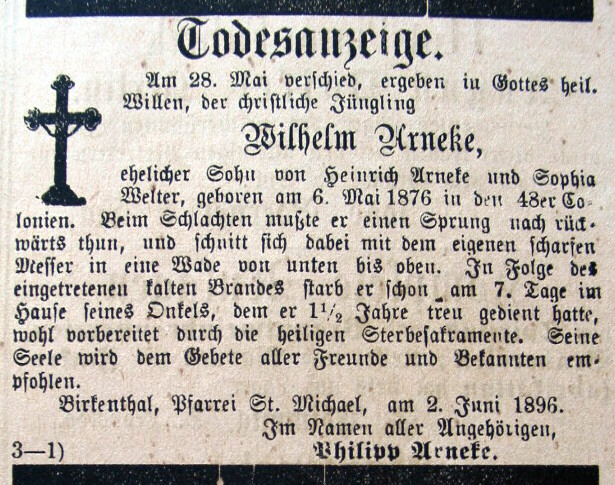 Todesanzeige.
Am 28. Mai verschied, ergeben in Gottes heil.
Willen, der christliche Jüngling
Wilhelm Arneke,
ehelicher Sohn von Heinrich Arneke und Sophia
Welter, geboren am 6. Mai 1876 in den 48er Co-
lonien. Beim Schlachten mußte er einen Sprung nach rück-
wärts thun, und schnitt sich dabei mit dem eigenen scharfen
Messer in eine Wade von unten bis oben. In Folge des
eingetretenen kalten Brandes starb er schon am 7. Tage im
Hause seines Onkels, dem er 1½ Jahre treu gedient hatte,
wohl vorbereitet durch die heiligen Sterbesakramente. Seine
Seele wird dem Gebete aller Freunde und Bekannten em-
pfohlen.
Birkenthal, Pfarrei St. Michael, am 2. Juni 1896.
Im Namen aller Angehörigen,
3—1) Philipp Arneke.